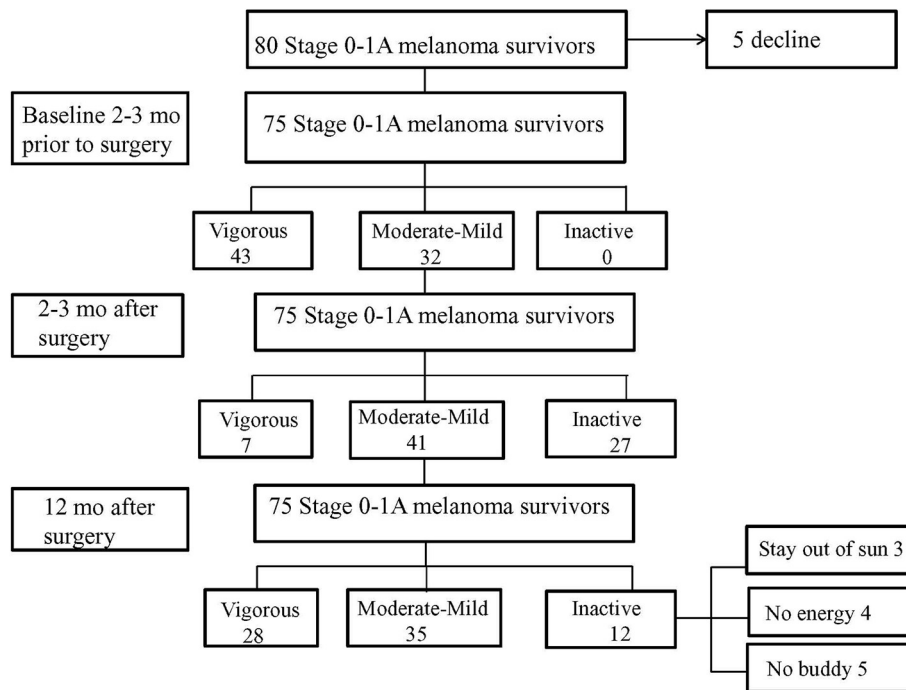 80 Stage 0-1A melanoma survivors
5 decline
Baseline 2-3 mo
prior to surgery
75 Stage 0-1A melanoma survivors
Vigorous
43
Moderate-Mild
32
Inactive
0
2-3 mo after
surgery
75 Stage 0-1A melanoma survivors
Vigorous
7
Moderate-Mild
41
Inactive
27
12 mo after
surgery
75 Stage 0-1A melanoma survivors
Vigorous
28
Moderate-Mild
35
Inactive
12
Stay out of sun 3
No energy 4
No buddy 5